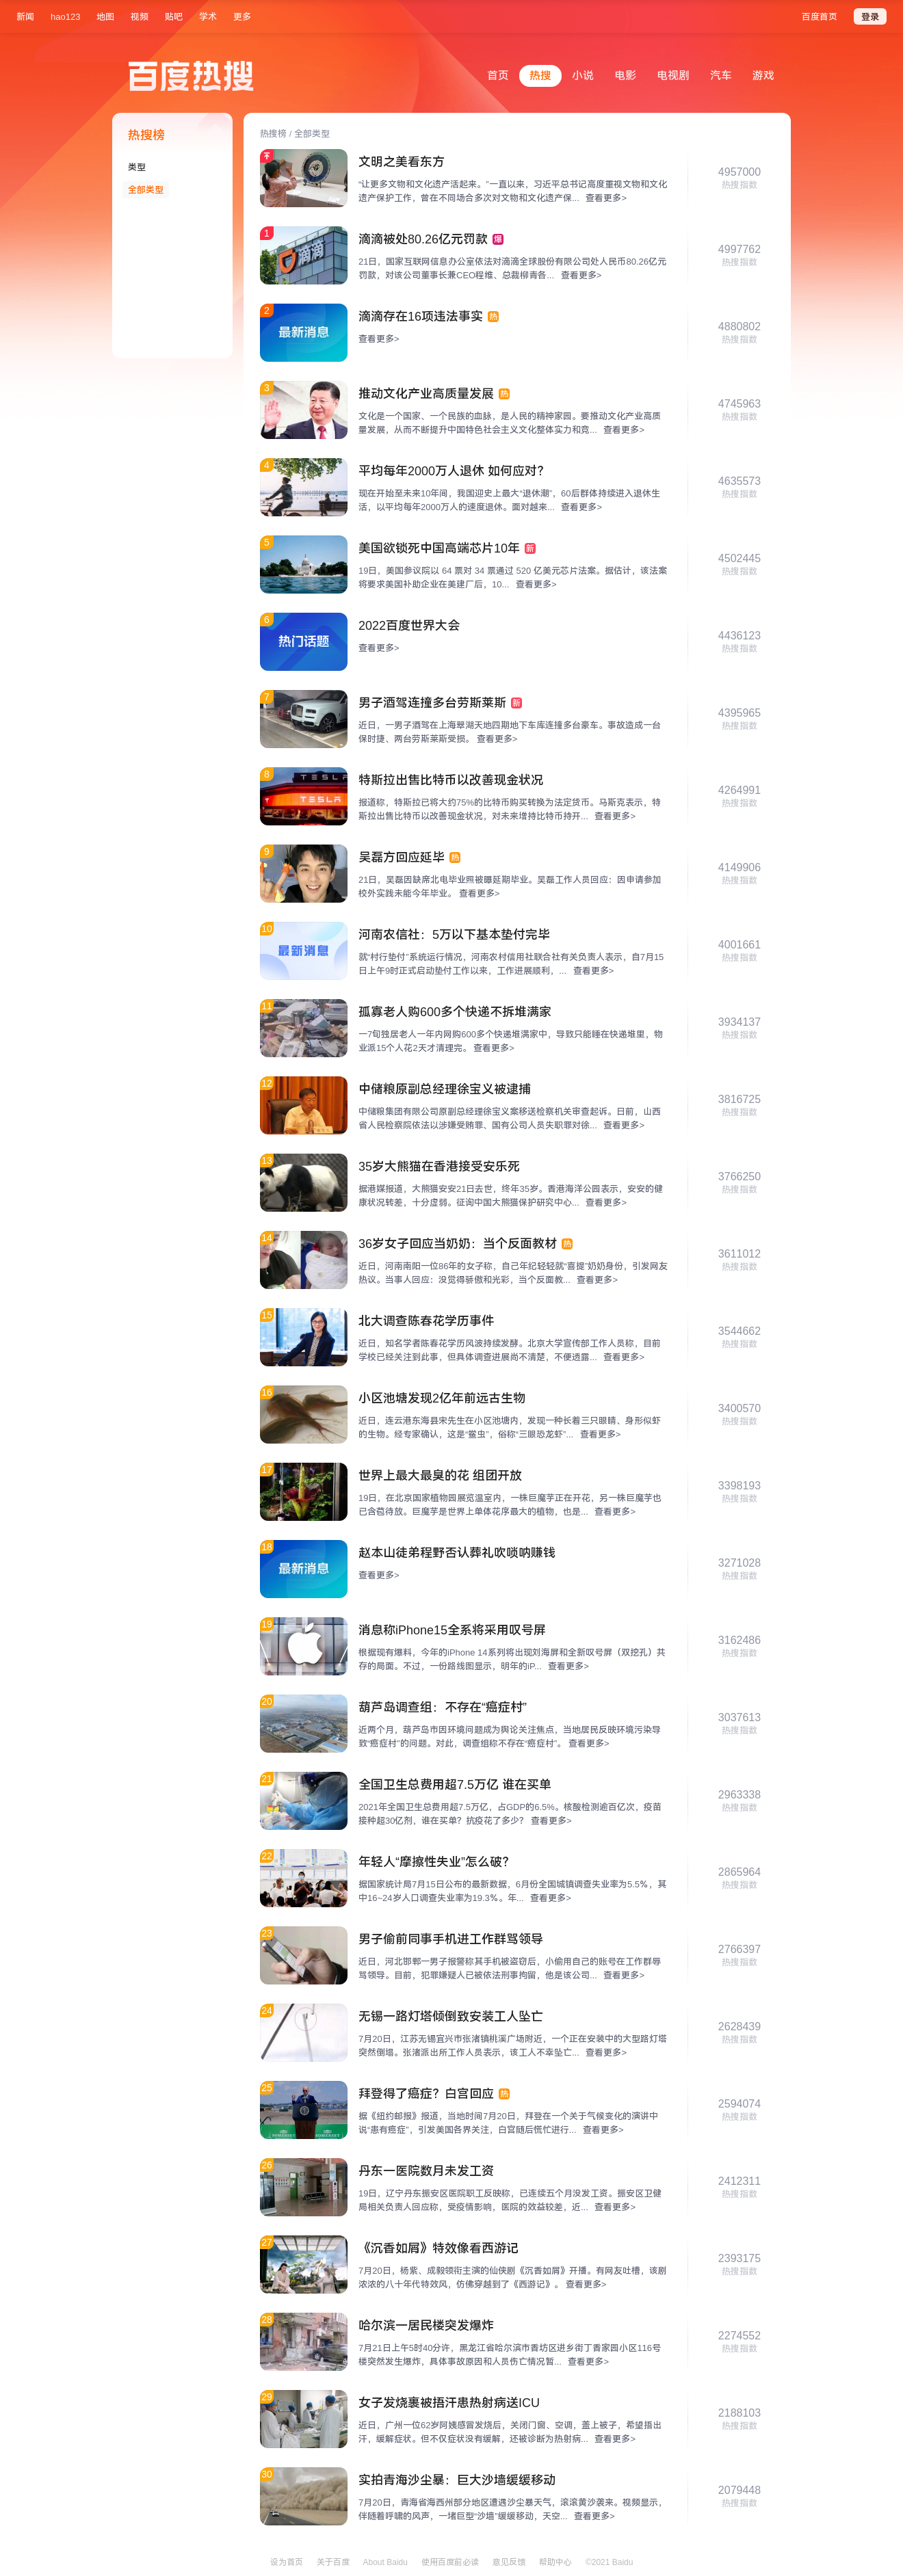 新闻 hao123 地图 视频 贴吧 学术 更多 百度首页 登录
百度热搜
首页 热搜 小说 电影 电视剧 汽车 游戏
热搜榜
类型
全部类型
热搜榜 / 全部类型
文明之美看东方
“让更多文物和文化遗产活起来。”一直以来，习近平总书记高度重视文物和文化
遗产保护工作，曾在不同场合多次对文物和文化遗产保... 查看更多>
4957000
热搜指数
1
滴滴被处80.26亿元罚款 爆
21日，国家互联网信息办公室依法对滴滴全球股份有限公司处人民币80.26亿元
罚款，对该公司董事长兼CEO程维、总裁柳青各... 查看更多>
4997762
热搜指数
滴滴
2
最新消息
滴滴存在16项违法事实 热
查看更多>
4880802
热搜指数
3
推动文化产业高质量发展 热
文化是一个国家、一个民族的血脉，是人民的精神家园。要推动文化产业高质
量发展，从而不断提升中国特色社会主义文化整体实力和竞... 查看更多>
4745963
热搜指数
4
平均每年2000万人退休 如何应对？
现在开始至未来10年间，我国迎史上最大“退休潮”，60后群体持续进入退休生
活，以平均每年2000万人的速度退休。面对越来... 查看更多>
4635573
热搜指数
5
美国欲锁死中国高端芯片10年 新
19日，美国参议院以 64 票对 34 票通过 520 亿美元芯片法案。据估计，该法案
将要求美国补助企业在美建厂后，10... 查看更多>
4502445
热搜指数
6
热门话题
2022百度世界大会
查看更多>
4436123
热搜指数
7
男子酒驾连撞多台劳斯莱斯 新
近日，一男子酒驾在上海翠湖天地四期地下车库连撞多台豪车。事故造成一台
保时捷、两台劳斯莱斯受损。 查看更多>
4395965
热搜指数
8
TESLA
特斯拉出售比特币以改善现金状况
报道称，特斯拉已将大约75%的比特币购买转换为法定货币。马斯克表示，特
斯拉出售比特币以改善现金状况，对未来增持比特币持开... 查看更多>
4264991
热搜指数
9
吴磊方回应延毕 热
21日，吴磊因缺席北电毕业照被曝延期毕业。吴磊工作人员回应：因申请参加
校外实践未能今年毕业。 查看更多>
4149906
热搜指数
10
最新消息
河南农信社：5万以下基本垫付完毕
就“村行垫付”系统运行情况，河南农村信用社联合社有关负责人表示，自7月15
日上午9时正式启动垫付工作以来，工作进展顺利，... 查看更多>
4001661
热搜指数
11
孤寡老人购600多个快递不拆堆满家
一7旬独居老人一年内网购600多个快递堆满家中，导致只能睡在快递堆里，物
业派15个人花2天才清理完。 查看更多>
3934137
热搜指数
12
中储粮原副总经理徐宝义被逮捕
中储粮集团有限公司原副总经理徐宝义案移送检察机关审查起诉。日前，山西
省人民检察院依法以涉嫌受贿罪、国有公司人员失职罪对徐... 查看更多>
3816725
热搜指数
13
35岁大熊猫在香港接受安乐死
据港媒报道，大熊猫安安21日去世，终年35岁。香港海洋公园表示，安安的健
康状况转差，十分虚弱。征询中国大熊猫保护研究中心... 查看更多>
3766250
热搜指数
14
36岁女子回应当奶奶：当个反面教材 热
近日，河南南阳一位86年的女子称，自己年纪轻轻就“喜提”奶奶身份，引发网友
热议。当事人回应：没觉得骄傲和光彩，当个反面教... 查看更多>
3611012
热搜指数
15
北大调查陈春花学历事件
近日，知名学者陈春花学历风波持续发酵。北京大学宣传部工作人员称，目前
学校已经关注到此事，但具体调查进展尚不清楚，不便透露... 查看更多>
3544662
热搜指数
16
小区池塘发现2亿年前远古生物
近日，连云港东海县宋先生在小区池塘内，发现一种长着三只眼睛、身形似虾
的生物。经专家确认，这是“鲎虫”，俗称“三眼恐龙虾”... 查看更多>
3400570
热搜指数
17
世界上最大最臭的花 组团开放
19日，在北京国家植物园展览温室内，一株巨魔芋正在开花，另一株巨魔芋也
已含苞待放。巨魔芋是世界上单体花序最大的植物，也是... 查看更多>
3398193
热搜指数
18
最新消息
赵本山徒弟程野否认葬礼吹唢呐赚钱
查看更多>
3271028
热搜指数
19
消息称iPhone15全系将采用叹号屏
根据现有爆料，今年的iPhone 14系列将出现刘海屏和全新叹号屏（双挖孔）共
存的局面。不过，一份路线图显示，明年的iP... 查看更多>
3162486
热搜指数
20
葫芦岛调查组：不存在“癌症村”
近两个月，葫芦岛市因环境问题成为舆论关注焦点，当地居民反映环境污染导
致“癌症村”的问题。对此，调查组称不存在“癌症村”。 查看更多>
3037613
热搜指数
21
全国卫生总费用超7.5万亿 谁在买单
2021年全国卫生总费用超7.5万亿，占GDP的6.5%。核酸检测逾百亿次，疫苗
接种超30亿剂，谁在买单？抗疫花了多少？ 查看更多>
2963338
热搜指数
22
年轻人“摩擦性失业”怎么破？
据国家统计局7月15日公布的最新数据，6月份全国城镇调查失业率为5.5%，其
中16~24岁人口调查失业率为19.3%。年... 查看更多>
2865964
热搜指数
23
男子偷前同事手机进工作群骂领导
近日，河北邯郸一男子报警称其手机被盗窃后，小偷用自己的账号在工作群辱
骂领导。目前，犯罪嫌疑人已被依法刑事拘留，他是该公司... 查看更多>
2766397
热搜指数
24
无锡一路灯塔倾倒致安装工人坠亡
7月20日，江苏无锡宜兴市张渚镇桃溪广场附近，一个正在安装中的大型路灯塔
突然倒塌。张渚派出所工作人员表示，该工人不幸坠亡... 查看更多>
2628439
热搜指数
25
拜登得了癌症？白宫回应 热
据《纽约邮报》报道，当地时间7月20日，拜登在一个关于气候变化的演讲中
说“患有癌症”，引发美国各界关注，白宫随后慌忙进行... 查看更多>
2594074
热搜指数
26
丹东一医院数月未发工资
19日，辽宁丹东振安区医院职工反映称，已连续五个月没发工资。振安区卫健
局相关负责人回应称，受疫情影响，医院的效益较差，近... 查看更多>
2412311
热搜指数
27
《沉香如屑》特效像看西游记
7月20日，杨紫、成毅领衔主演的仙侠剧《沉香如屑》开播。有网友吐槽，该剧
浓浓的八十年代特效风，仿佛穿越到了《西游记》。 查看更多>
2393175
热搜指数
28
哈尔滨一居民楼突发爆炸
7月21日上午5时40分许，黑龙江省哈尔滨市香坊区进乡街丁香家园小区116号
楼突然发生爆炸，具体事故原因和人员伤亡情况暂... 查看更多>
2274552
热搜指数
29
女子发烧裹被捂汗患热射病送ICU
近日，广州一位62岁阿姨感冒发烧后，关闭门窗、空调，盖上被子，希望捂出
汗，缓解症状。但不仅症状没有缓解，还被诊断为热射病... 查看更多>
2188103
热搜指数
30
实拍青海沙尘暴：巨大沙墙缓缓移动
7月20日，青海省海西州部分地区遭遇沙尘暴天气，滚滚黄沙袭来。视频显示，
伴随着呼啸的风声，一堵巨型“沙墙”缓缓移动，天空... 查看更多>
2079448
热搜指数
设为首页 关于百度 About Baidu 使用百度前必读 意见反馈 帮助中心 ©2021 Baidu